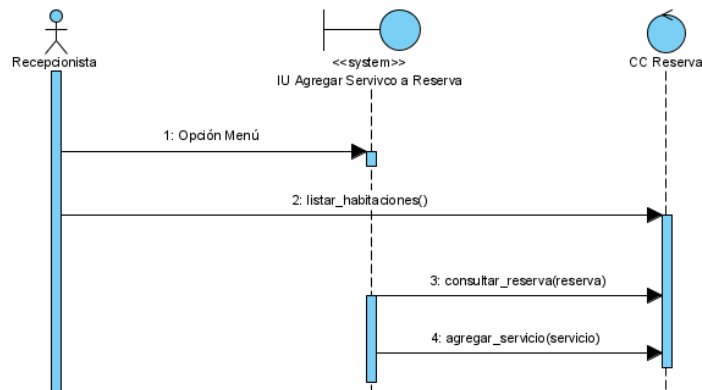 Recepcionista
<<system>>
IU Agregar Servivco a Reserva
CC Reserva
1: Opción Menú
2: listar_habitaciones()
3: consultar_reserva(reserva)
4: agregar_servicio(servicio)